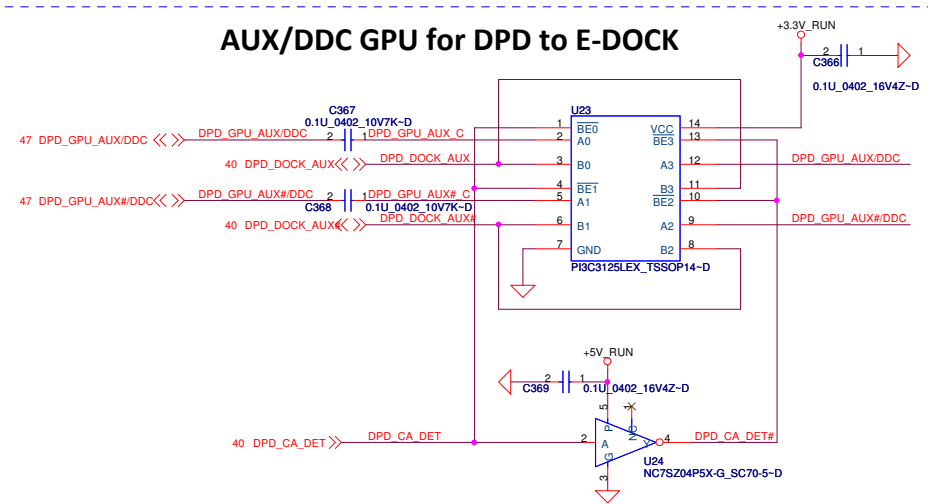 AUX/DDC GPU for DPD to E-DOCK
+3.3V_RUN
2 1
C366
0.1U_0402_16V4Z~D
C367
0.1U_0402_10V7K~D
U23
47 DPD_GPU_AUX/DDC DPD_GPU_AUX/DDC 2 1 DPD_GPU_AUX_C
40 DPD_DOCK_AUX DPD_DOCK_AUX
47 DPD_GPU_AUX#/DDC DPD_GPU_AUX#/DDC 2 1 DPD_GPU_AUX#_C
C368 0.1U_0402_10V7K~D
40 DPD_DOCK_AUX# DPD_DOCK_AUX#
1 BE0 VCC 14
2 A0 BE3 13
3 B0 A3 12 DPD_GPU_AUX/DDC
4 BE1 B3 11
5 A1 BE2 10
6 B1 A2 9 DPD_GPU_AUX#/DDC
7 GND B2 8
PI3C3125LEX_TSSOP14~D
+5V_RUN
2 1
C369 0.1U_0402_16V4Z~D
5 1
P NC
40 DPD_CA_DET DPD_CA_DET 2 A Y 4 DPD_CA_DET#
G
3
U24
NC7SZ04P5X-G_SC70-5~D